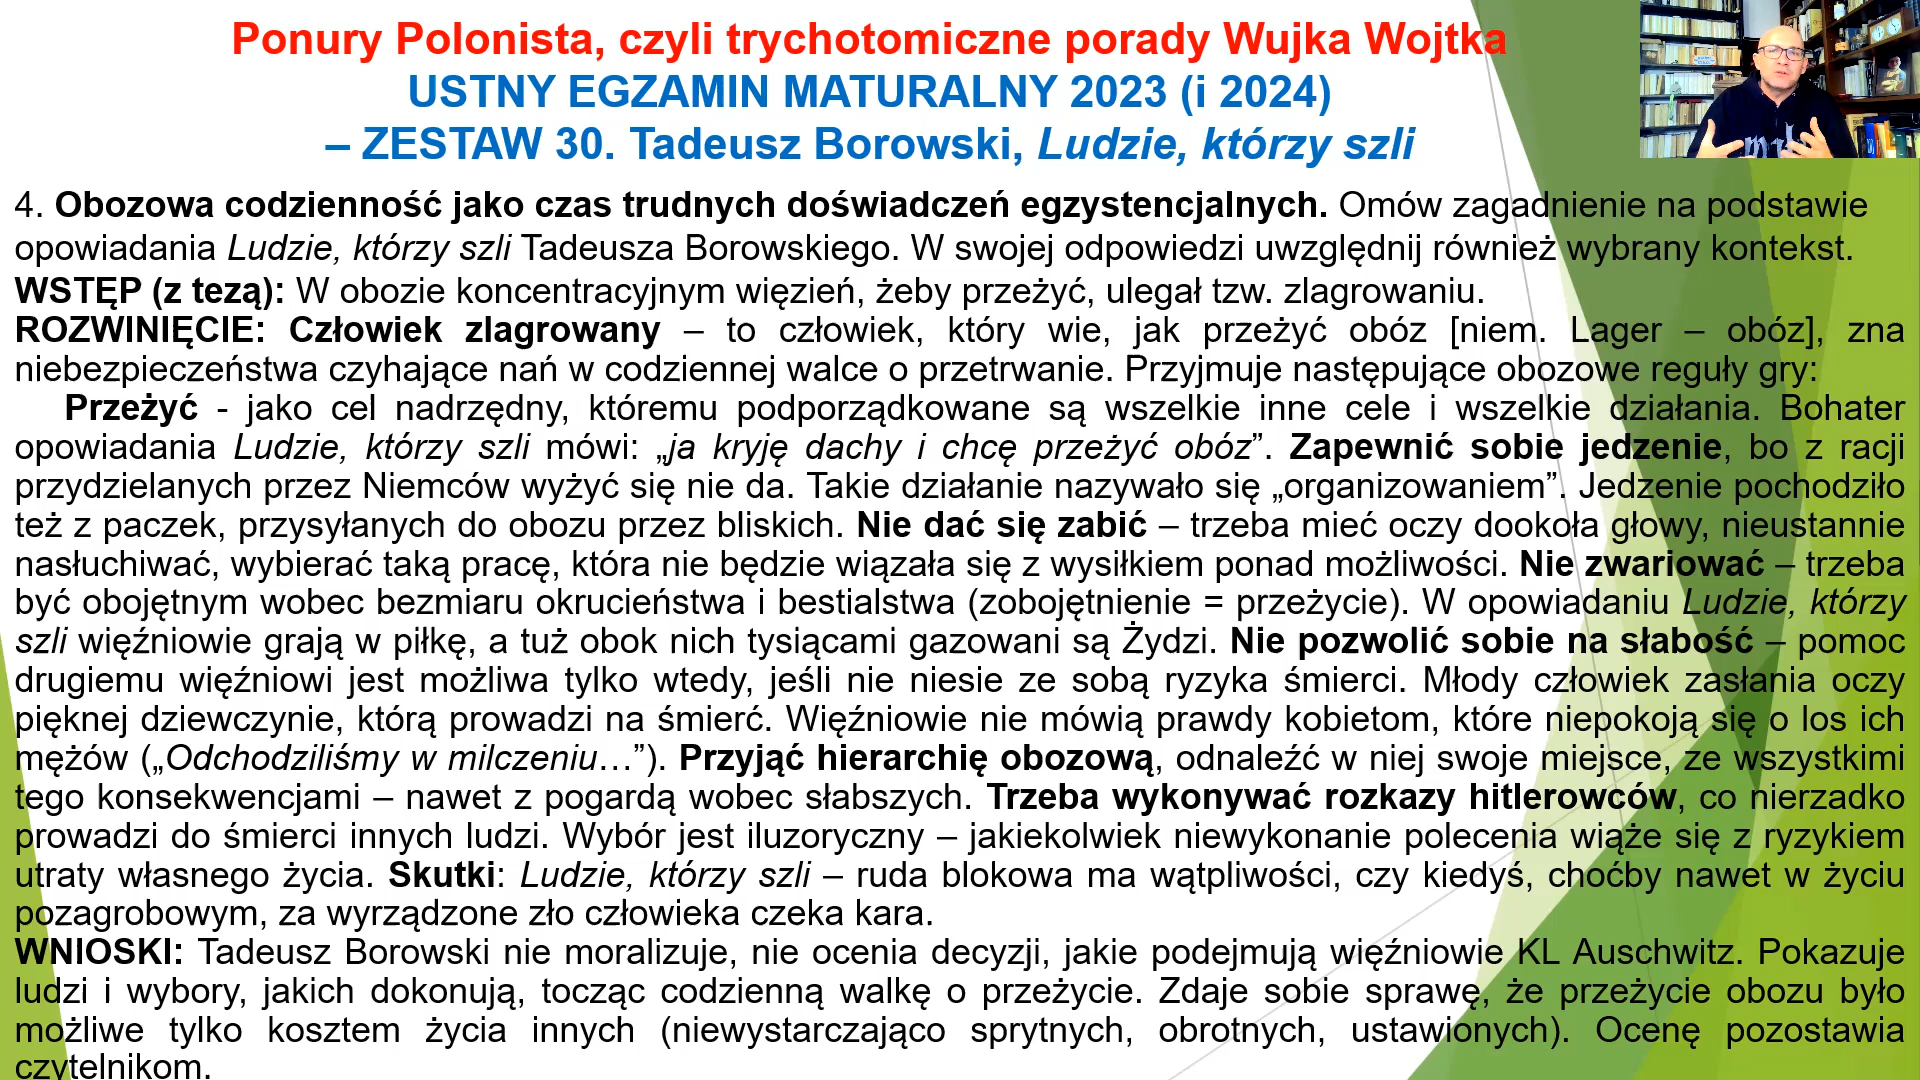 Ponury Polonista, czyli trychotomiczne porady Wujka Wojtka
USTNY EGZAMIN MATURALNY 2023 (i 2024)
– ZESTAW 30. Tadeusz Borowski, Ludzie, którzy szli
4. Obozowa codzienność jako czas trudnych doświadczeń egzystencjalnych. Omów zagadnienie na podstawie
opowiadania Ludzie, którzy szli Tadeusza Borowskiego. W swojej odpowiedzi uwzględnij również wybrany kontekst.
WSTĘP (z tezą): W obozie koncentracyjnym więzień, żeby przeżyć, ulegał tzw. zlagrowaniu.
ROZWINIĘCIE: Człowiek zlagrowany – to człowiek, który wie, jak przeżyć obóz [niem. Lager – obóz], zna
niebezpieczeństwa czyhające nań w codziennej walce o przetrwanie. Przyjmuje następujące obozowe reguły gry:
Przeżyć - jako cel nadrzędny, któremu podporządkowane są wszelkie inne cele i wszelkie działania. Bohater
opowiadania Ludzie, którzy szli mówi: „ja kryję dachy i chcę przeżyć obóz”. Zapewnić sobie jedzenie, bo z racji
przydzielanych przez Niemców wyżyć się nie da. Takie działanie nazywało się „organizowaniem”. Jedzenie pochodziło
też z paczek, przysyłanych do obozu przez bliskich. Nie dać się zabić – trzeba mieć oczy dookoła głowy, nieustannie
nasłuchiwać, wybierać taką pracę, która nie będzie wiązała się z wysiłkiem ponad możliwości. Nie zwariować – trzeba
być obojętnym wobec bezmiaru okrucieństwa i bestialstwa (zobojętnienie = przeżycie). W opowiadaniu Ludzie, którzy
szli więźniowie grają w piłkę, a tuż obok nich tysiącami gazowani są Żydzi. Nie pozwolić sobie na słabość – pomoc
drugiemu więźniowi jest możliwa tylko wtedy, jeśli nie niesie ze sobą ryzyka śmierci. Młody człowiek zasłania oczy
pięknej dziewczynie, którą prowadzi na śmierć. Więźniowie nie mówią prawdy kobietom, które niepokoją się o los ich
mężów („Odchodziliśmy w milczeniu…”). Przyjąć hierarchię obozową, odnaleźć w niej swoje miejsce, ze wszystkimi
tego konsekwencjami – nawet z pogardą wobec słabszych. Trzeba wykonywać rozkazy hitlerowców, co nierzadko
prowadzi do śmierci innych ludzi. Wybór jest iluzoryczny – jakiekolwiek niewykonanie polecenia wiąże się z ryzykiem
utraty własnego życia. Skutki: Ludzie, którzy szli – ruda blokowa ma wątpliwości, czy kiedyś, choćby nawet w życiu
pozagrobowym, za wyrządzone zło człowieka czeka kara.
WNIOSKI: Tadeusz Borowski nie moralizuje, nie ocenia decyzji, jakie podejmują więźniowie KL Auschwitz. Pokazuje
ludzi i wybory, jakich dokonują, tocząc codzienną walkę o przeżycie. Zdaje sobie sprawę, że przeżycie obozu było
możliwe tylko kosztem życia innych (niewystarczająco sprytnych, obrotnych, ustawionych). Ocenę pozostawia
czytelnikom.